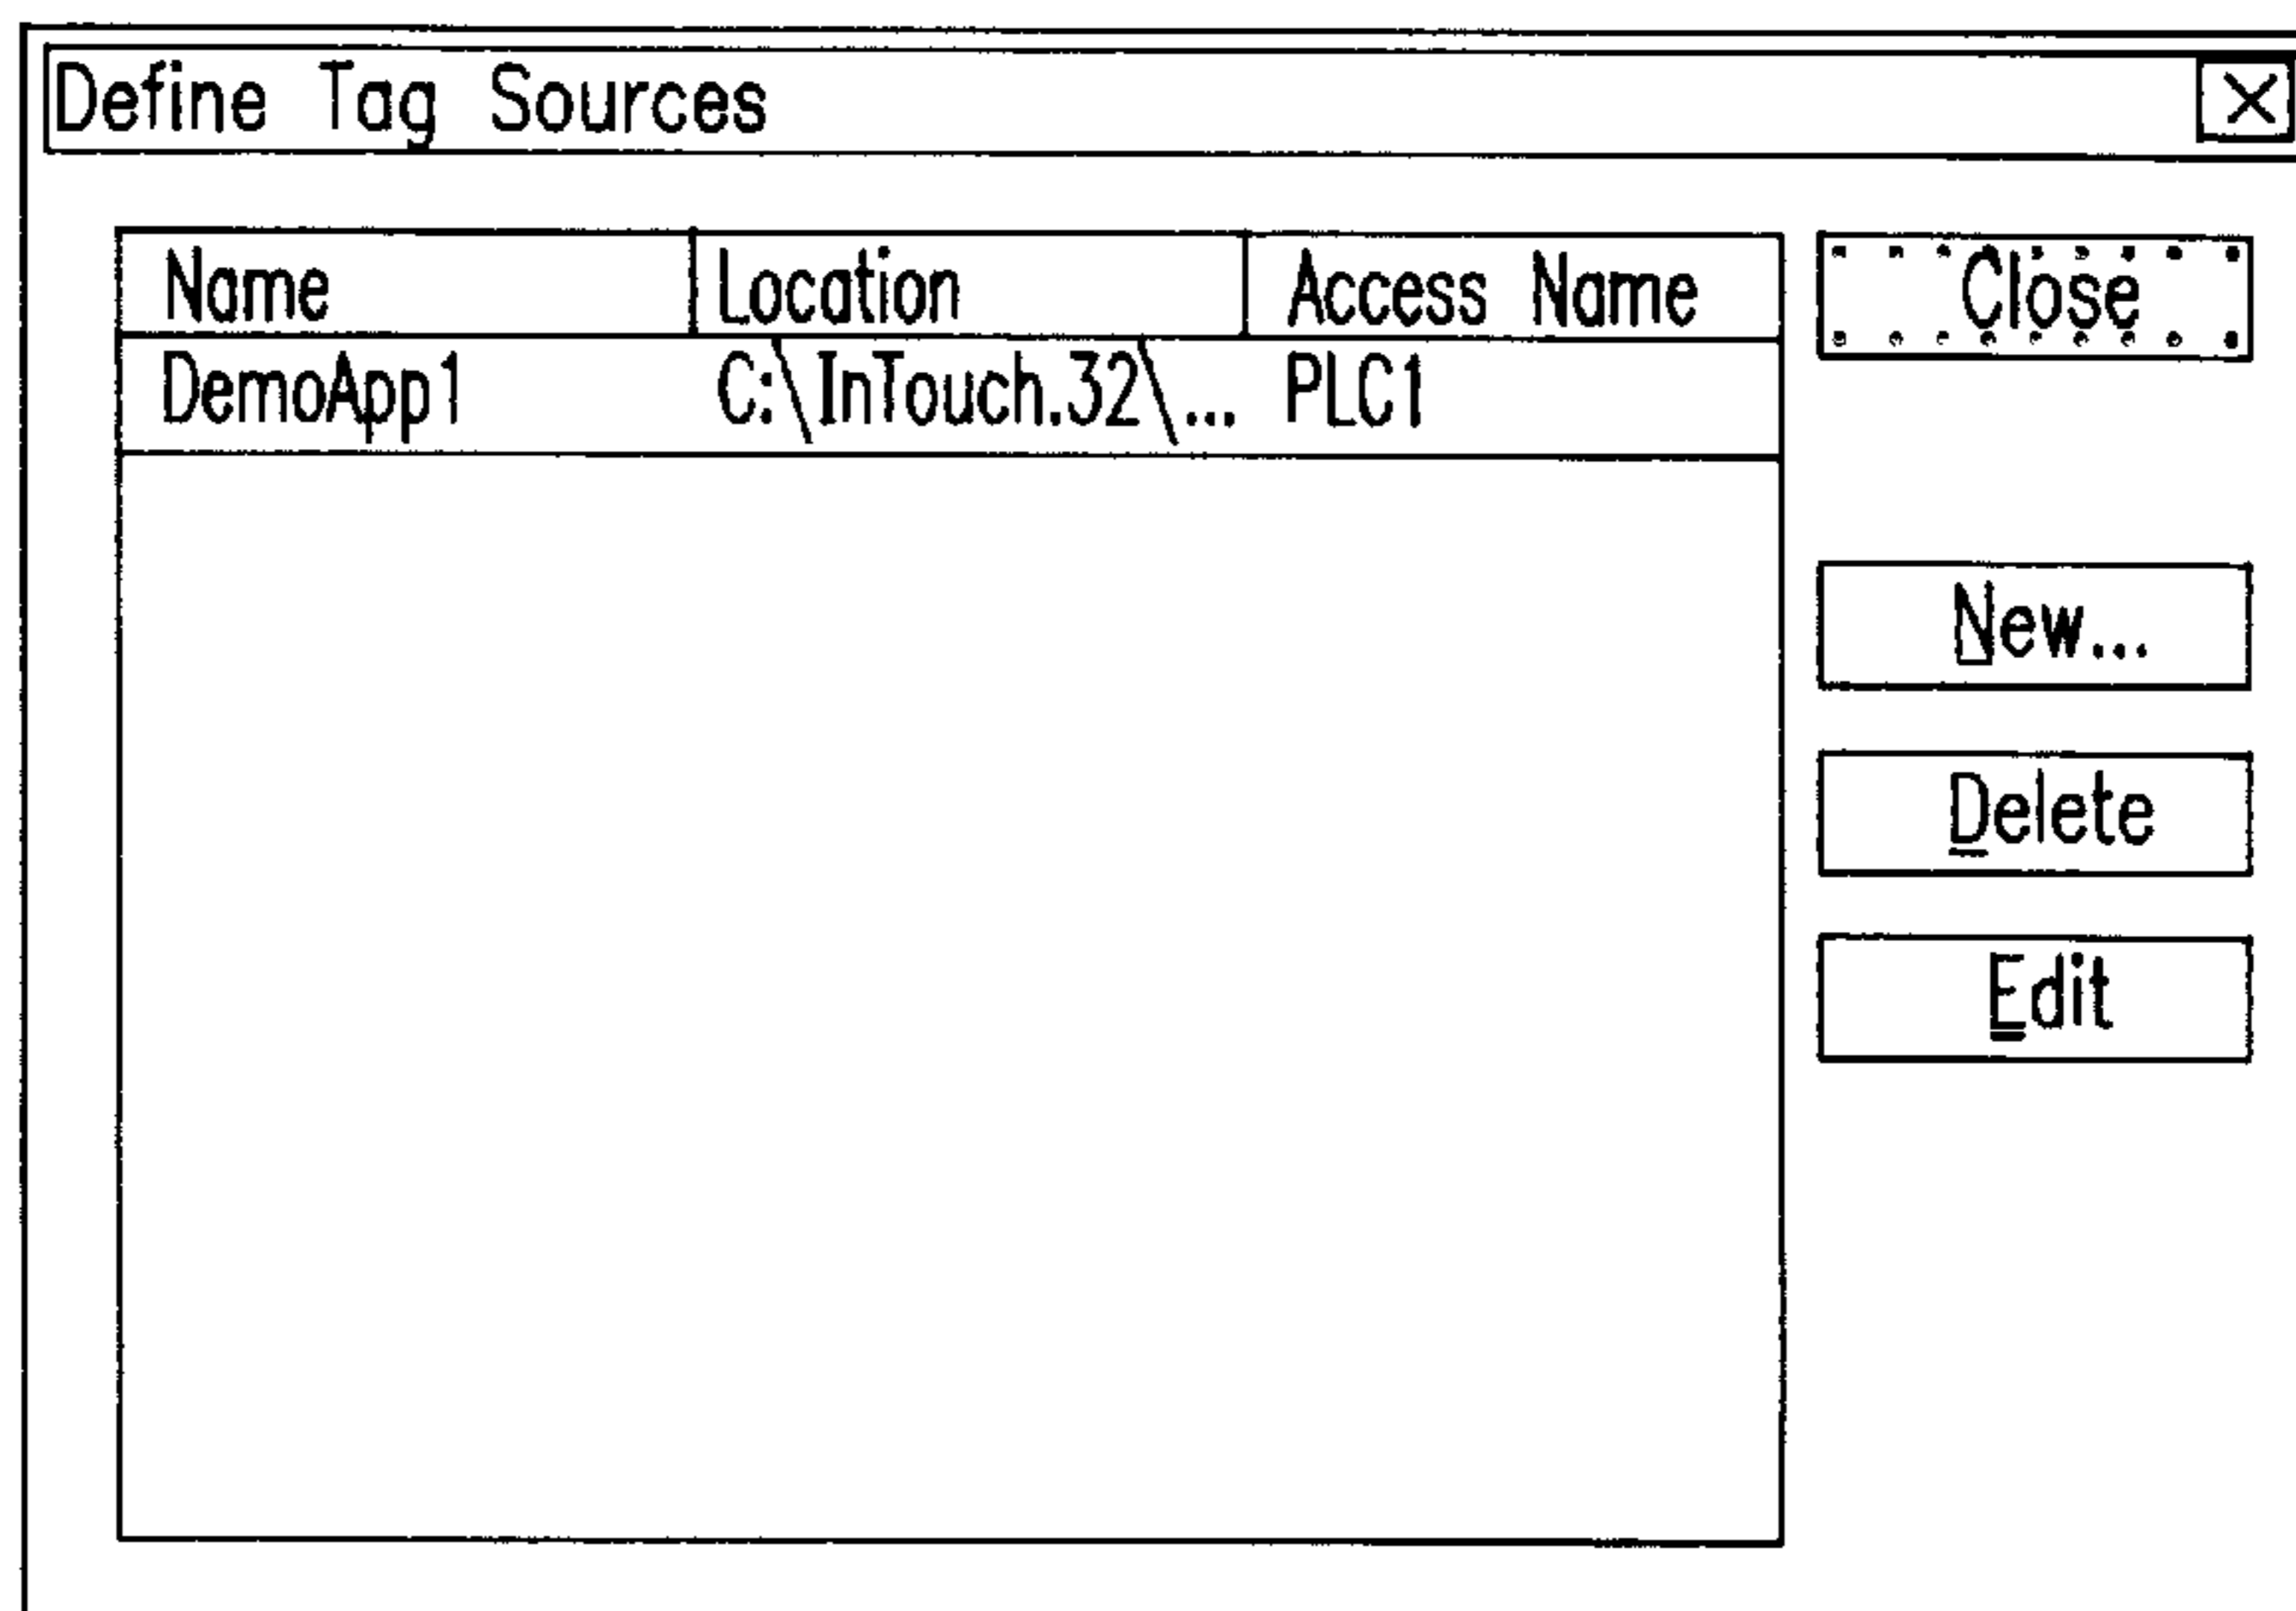 Define Tag Sources
Name Location Access Name
DemoApp1 C:\InTouch.32\... PLC1
Close
New...
Delete
Edit